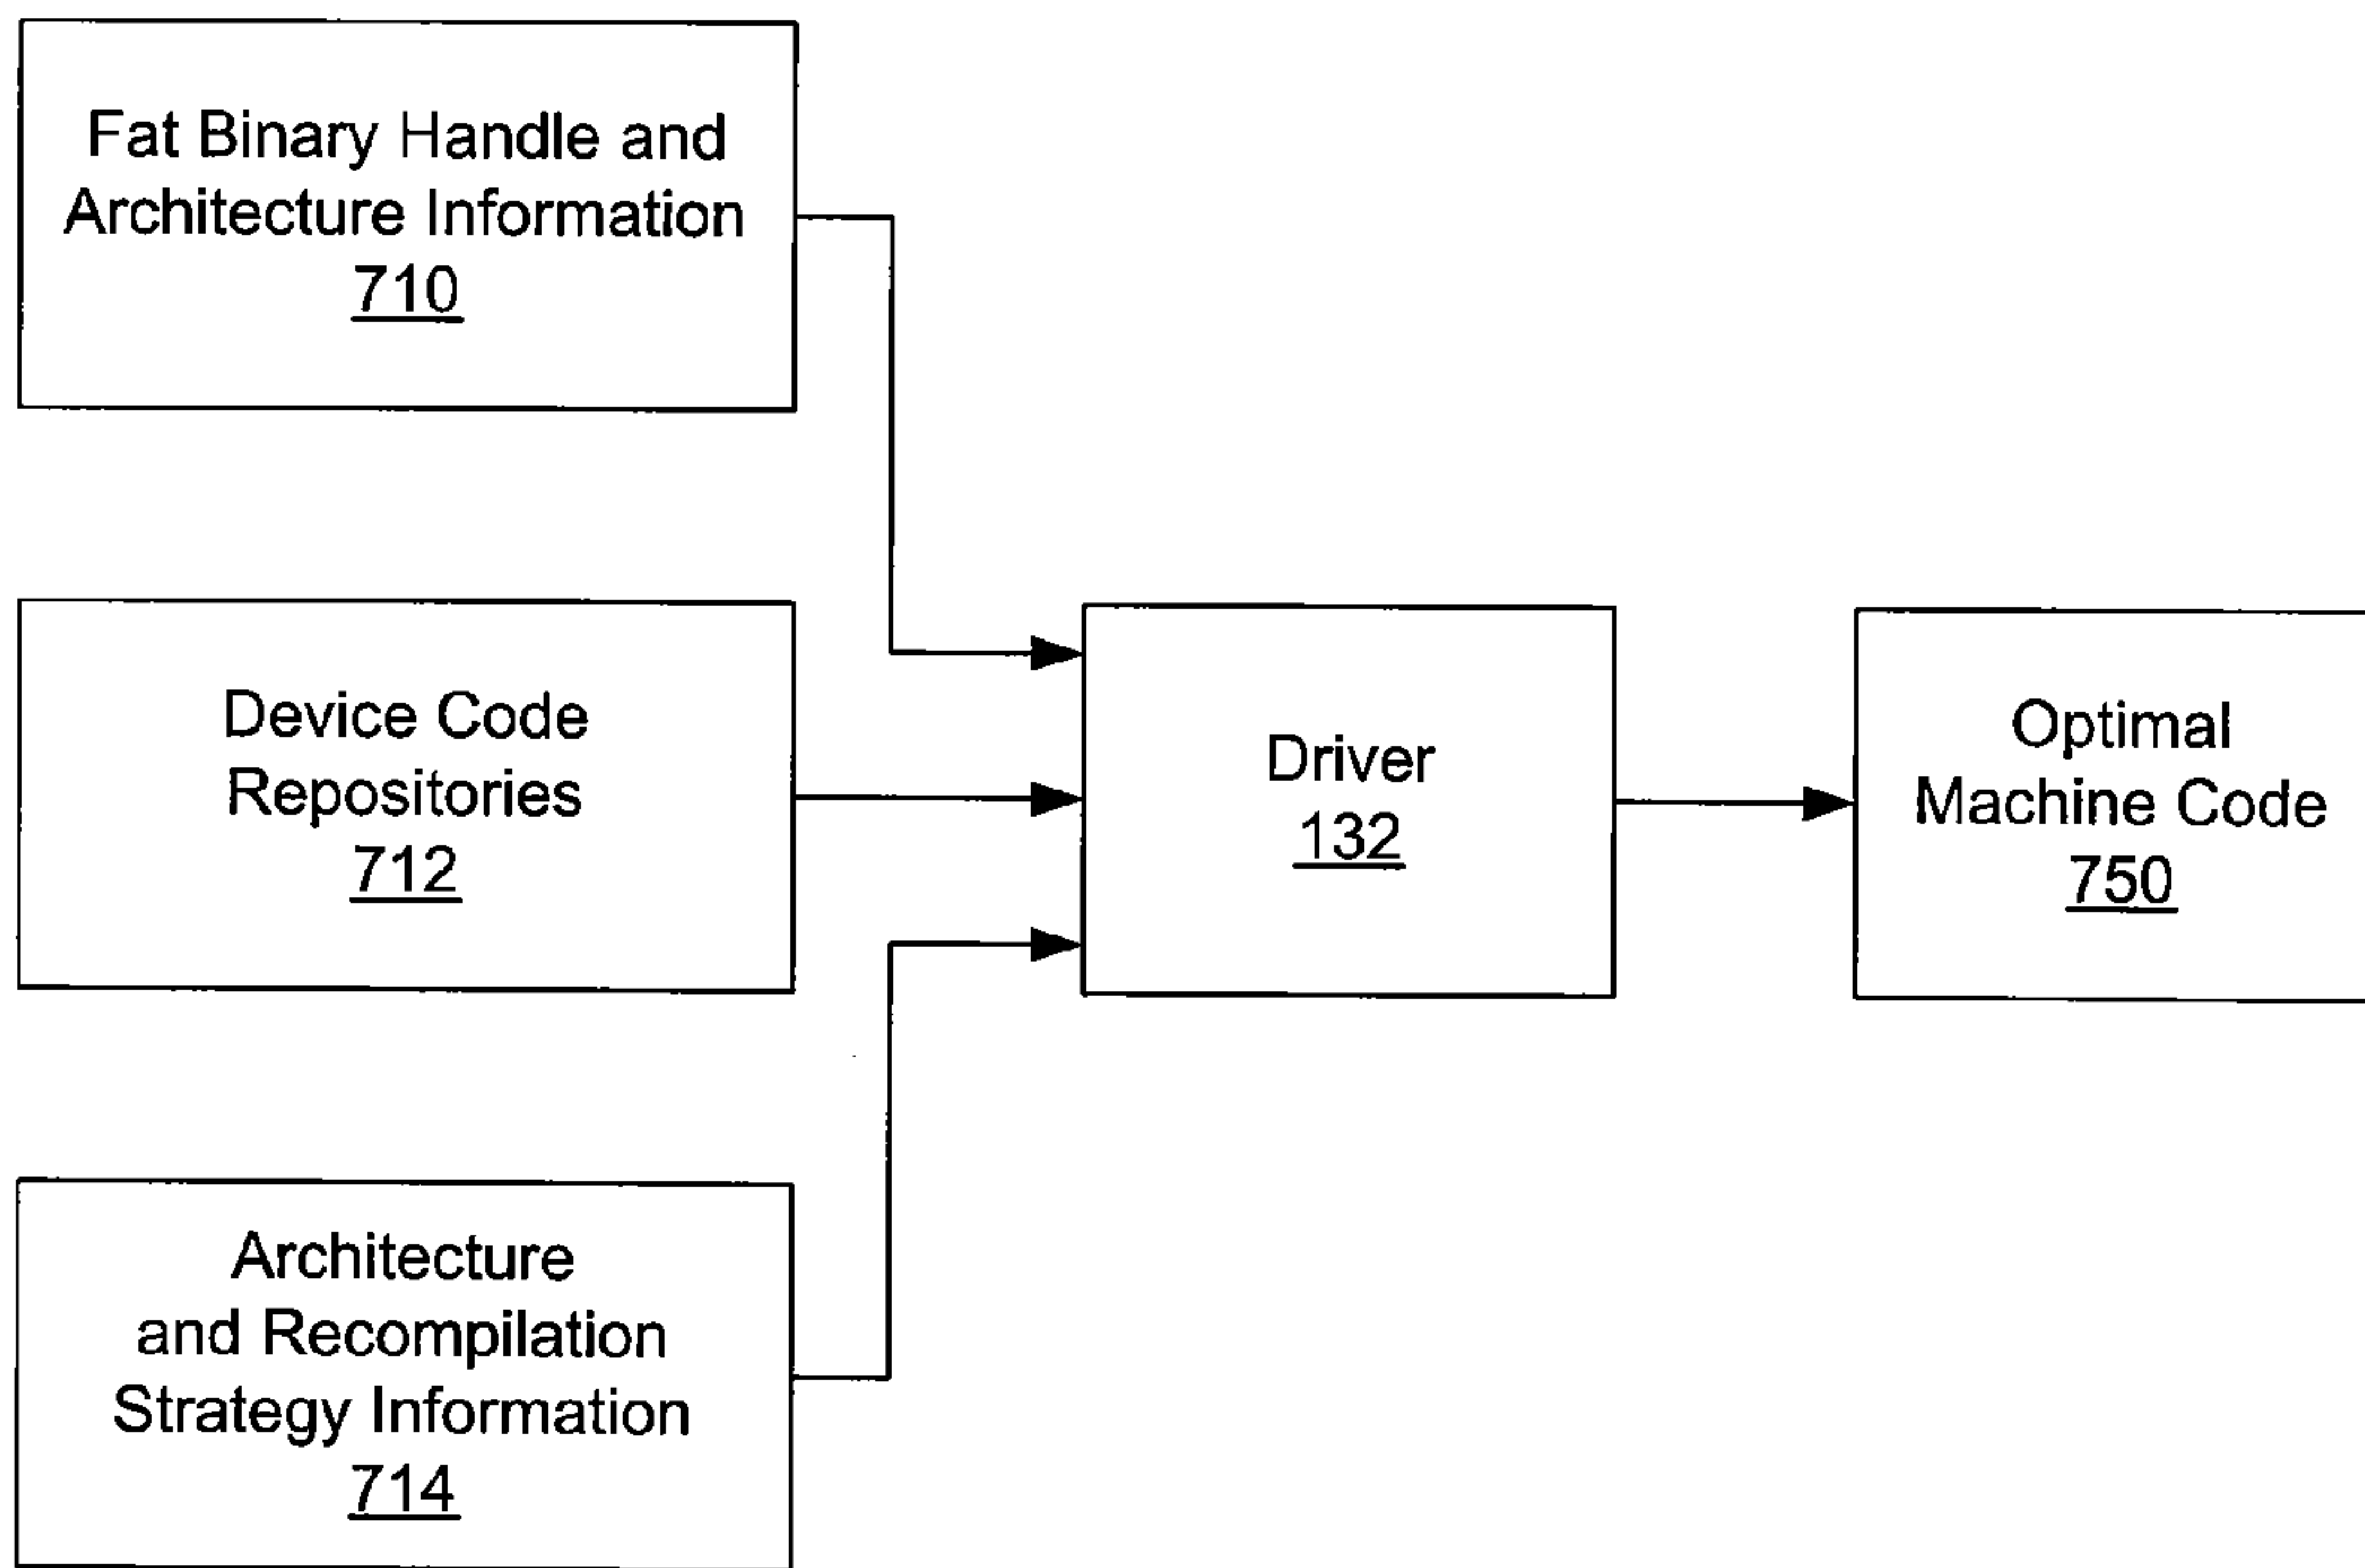 Fat Binary Handle and
Architecture Information
710
Device Code
Repositories
712
Architecture
and Recompilation
Strategy Information
714
Driver
132
Optimal
Machine Code
750